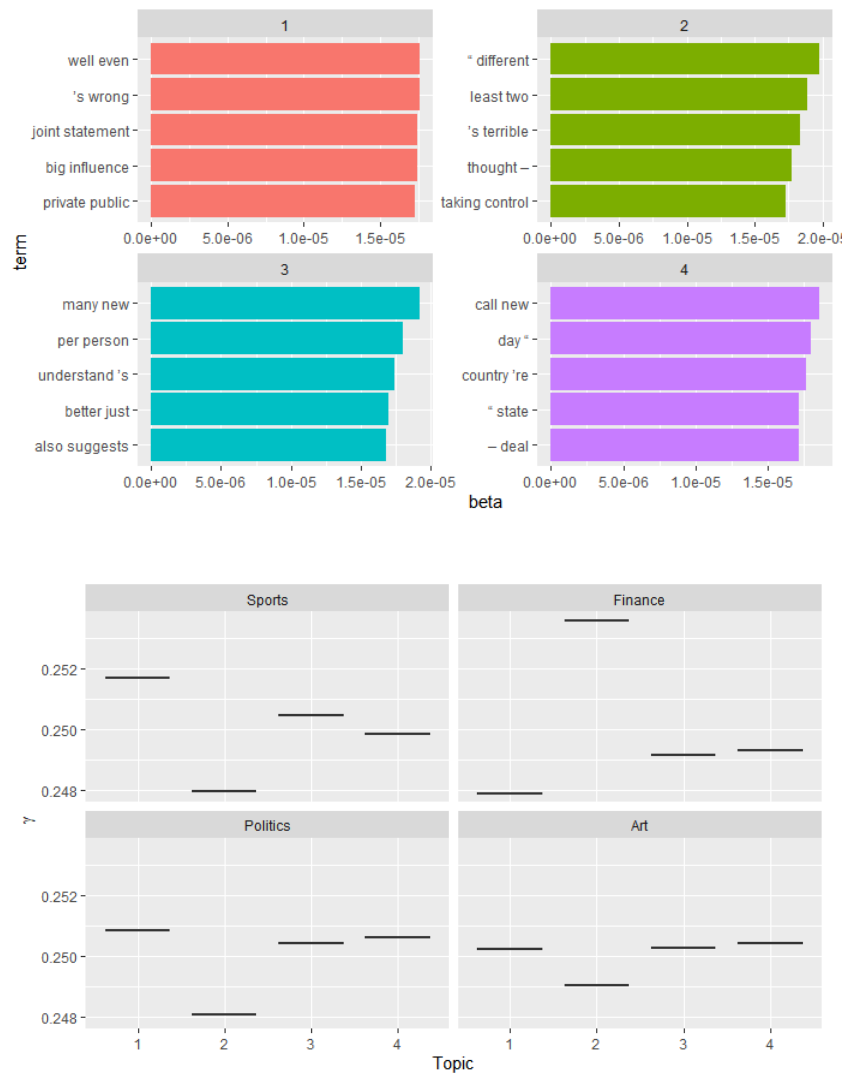 1
well even
’s wrong
joint statement
big influence
private public
0.0e+00 5.0e-06 1.0e-05 1.5e-05
2
“ different
least two
’s terrible
thought –
taking control
0.0e+00 5.0e-06 1.0e-05 1.5e-05 2.0e-05
term
3
many new
per person
understand ’s
better just
also suggests
0.0e+00 5.0e-06 1.0e-05 1.5e-05 2.0e-05
4
call new
day “
country ’re
“ state
– deal
0.0e+00 5.0e-06 1.0e-05 1.5e-05
beta
Sports Finance
0.252
0.250
0.248
γ
Politics Art
0.252
0.250
0.248
1 2 3 4 1 2 3 4
Topic